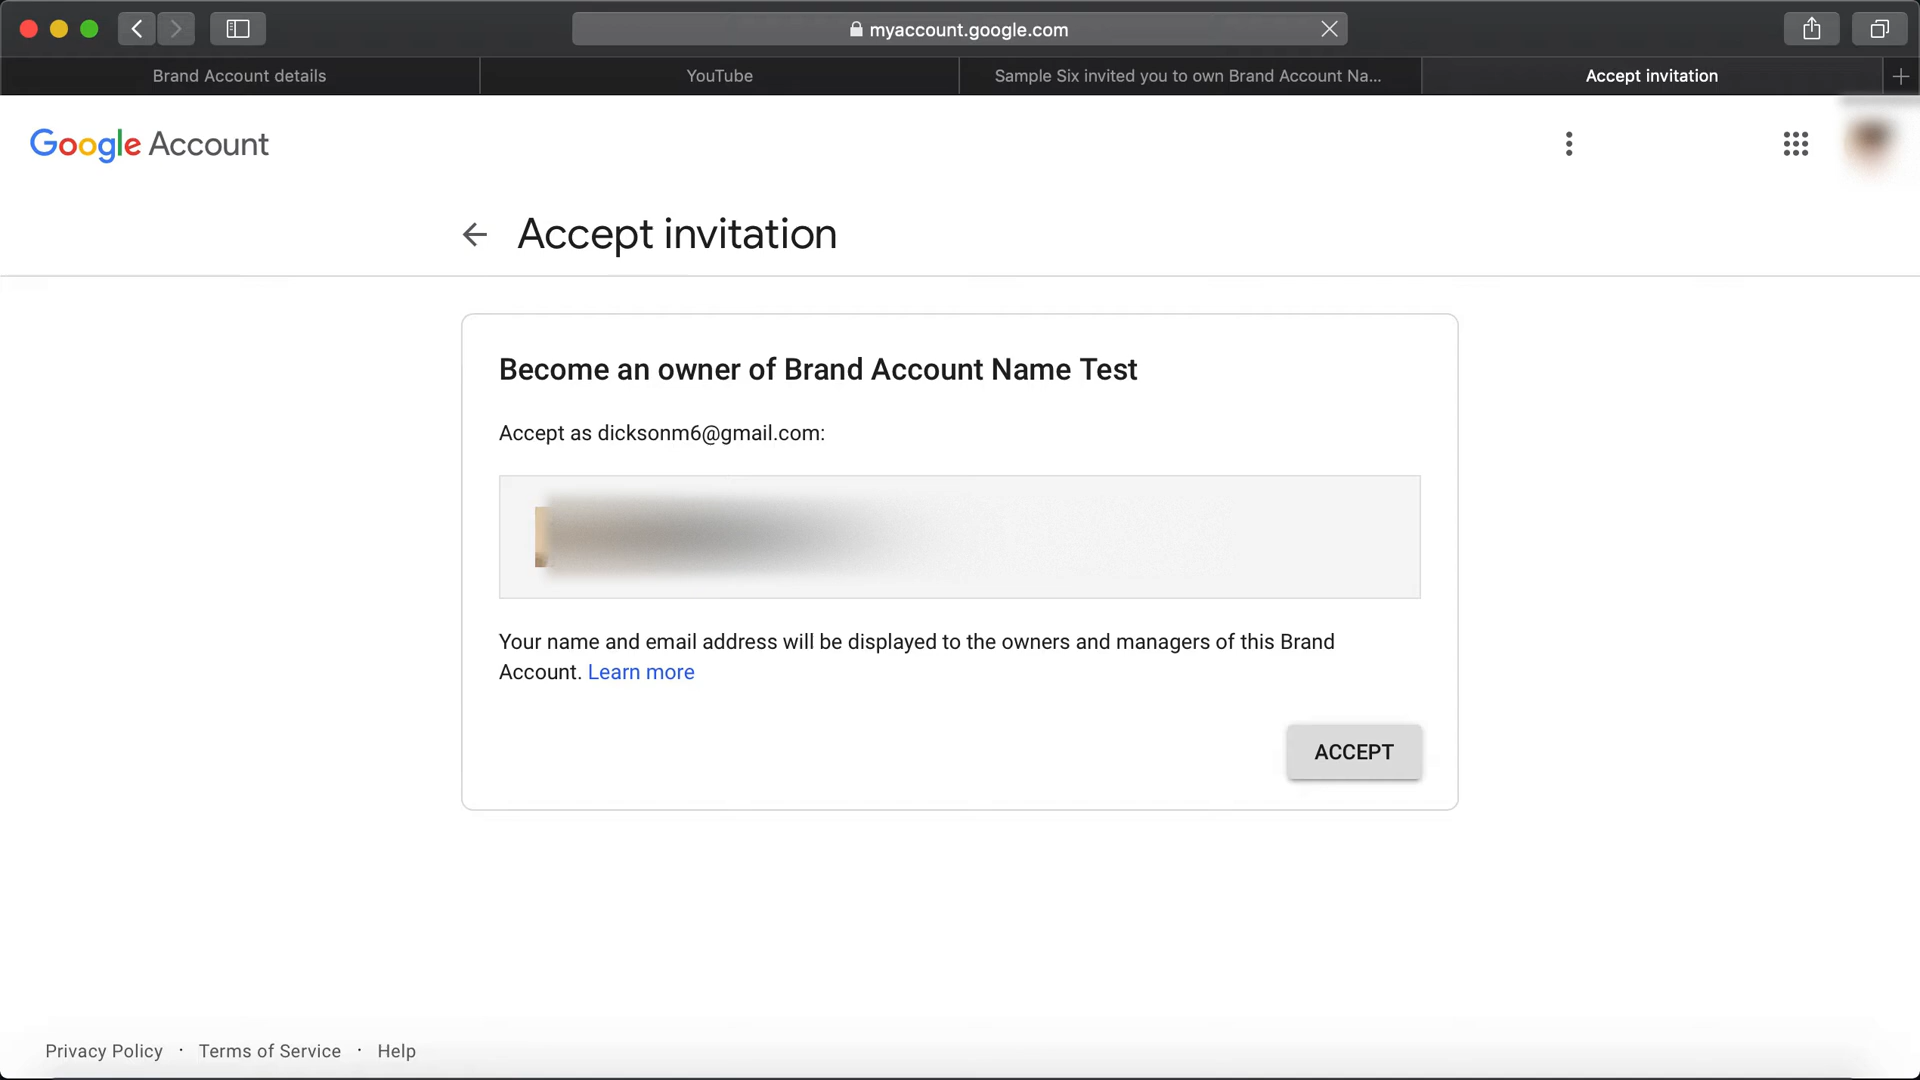 myaccount.google.com
Brand Account details
YouTube
Sample Six invited you to own Brand Account Na...
Accept invitation
Google Account
Accept invitation
Become an owner of Brand Account Name Test
Accept as dicksonm6@gmail.com:
Your name and email address will be displayed to the owners and managers of this Brand
Account. Learn more
ACCEPT
Privacy Policy · Terms of Service · Help